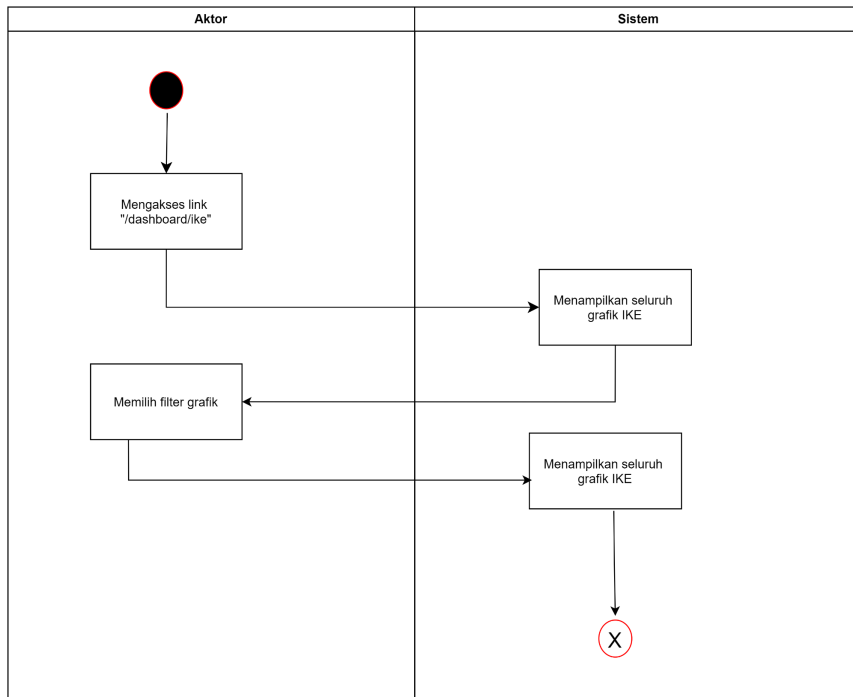 Aktor
Sistem
Mengakses link
"/dashboard/ike"
Menampilkan seluruh
grafik IKE
Memilih filter grafik
Menampilkan seluruh
grafik IKE
X